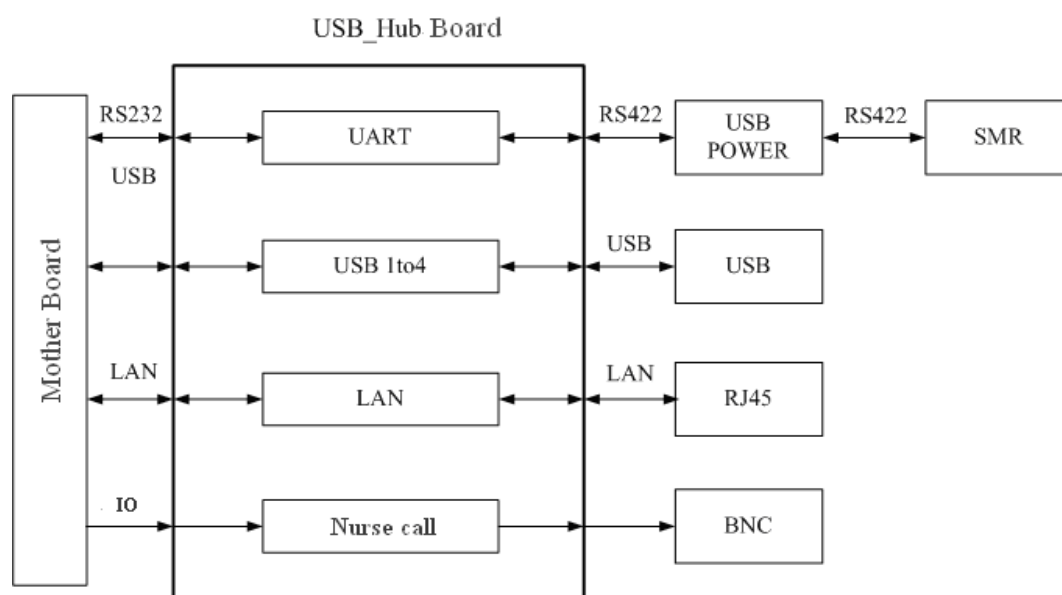 USB_Hub Board
RS232
UART
RS422
USB
POWER
RS422
SMR
USB
USB 1to4
USB
USB
Mother Board
LAN
LAN
LAN
RJ45
IO
Nurse call
BNC